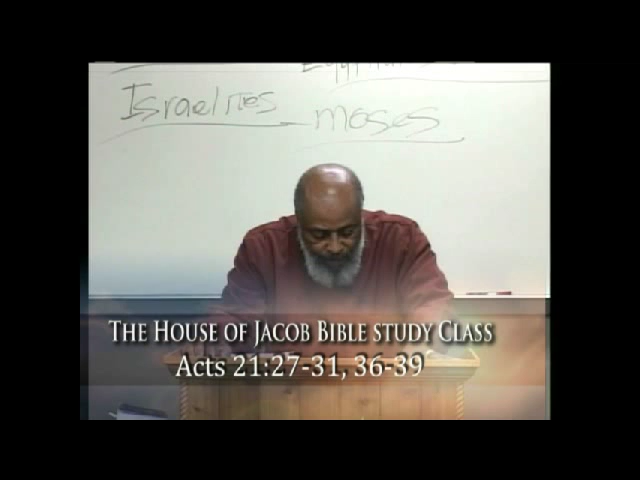 Israelites moses
THE HOUSE OF JACOB BIBLE STUDY CLASS
Acts 21:27-31, 36-39